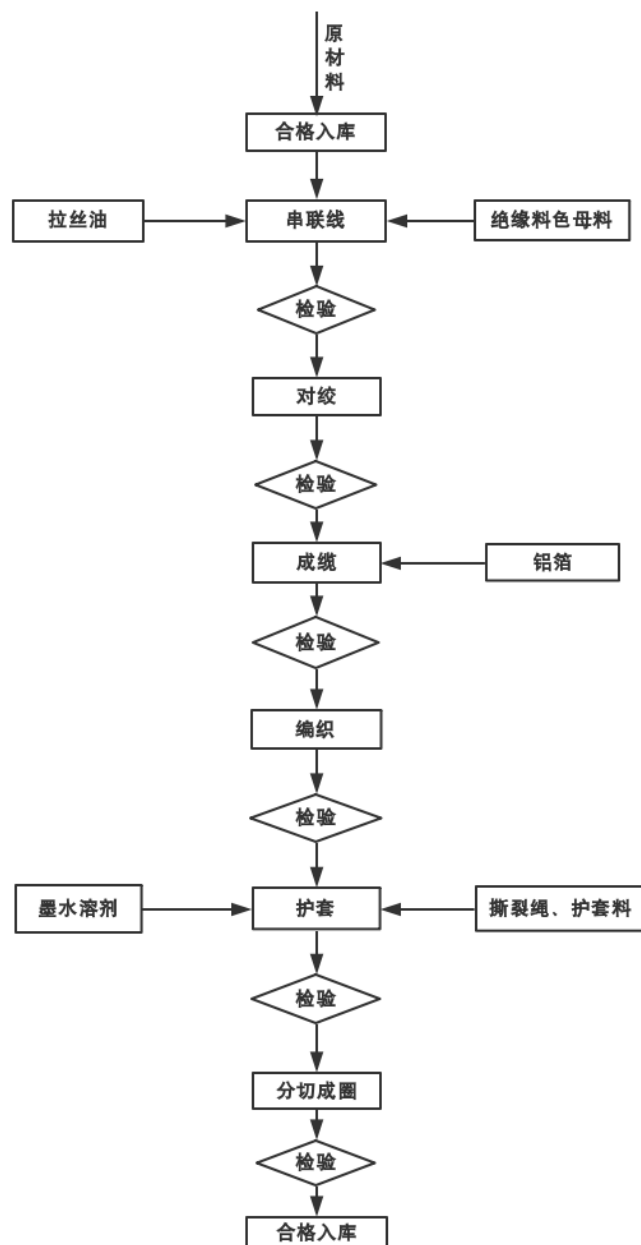 原材料
合格入库
拉丝油
串联线
绝缘料色母料
检验
对绞
检验
成缆
铝箔
检验
编织
检验
墨水溶剂
护套
撕裂绳、护套料
检验
分切成圈
检验
合格入库